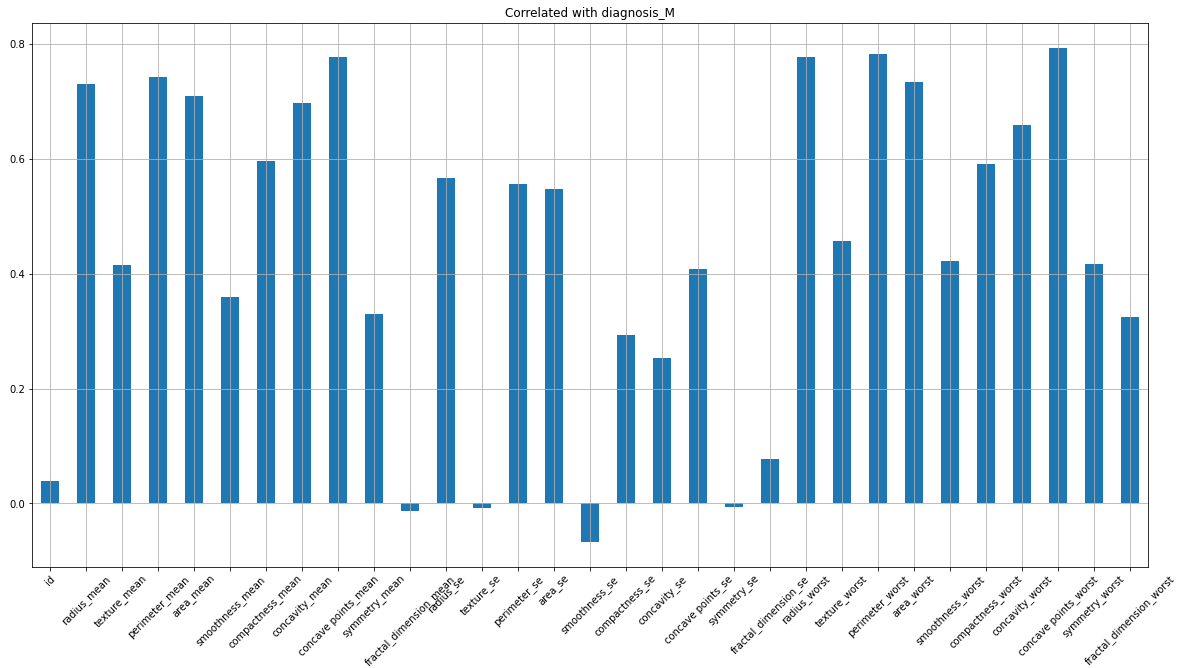 Correlated with diagnosis_M
0.8
0.6
0.4
0.2
0.0
id
radius_mean
texture_mean
perimeter_mean
area_mean
smoothness_mean
compactness_mean
concavity_mean
concave points_mean
symmetry_mean
fractal_dimension_mean
radius_se
texture_se
perimeter_se
area_se
smoothness_se
compactness_se
concavity_se
concave points_se
symmetry_se
fractal_dimension_se
radius_worst
texture_worst
perimeter_worst
area_worst
smoothness_worst
compactness_worst
concavity_worst
concave points_worst
symmetry_worst
fractal_dimension_worst